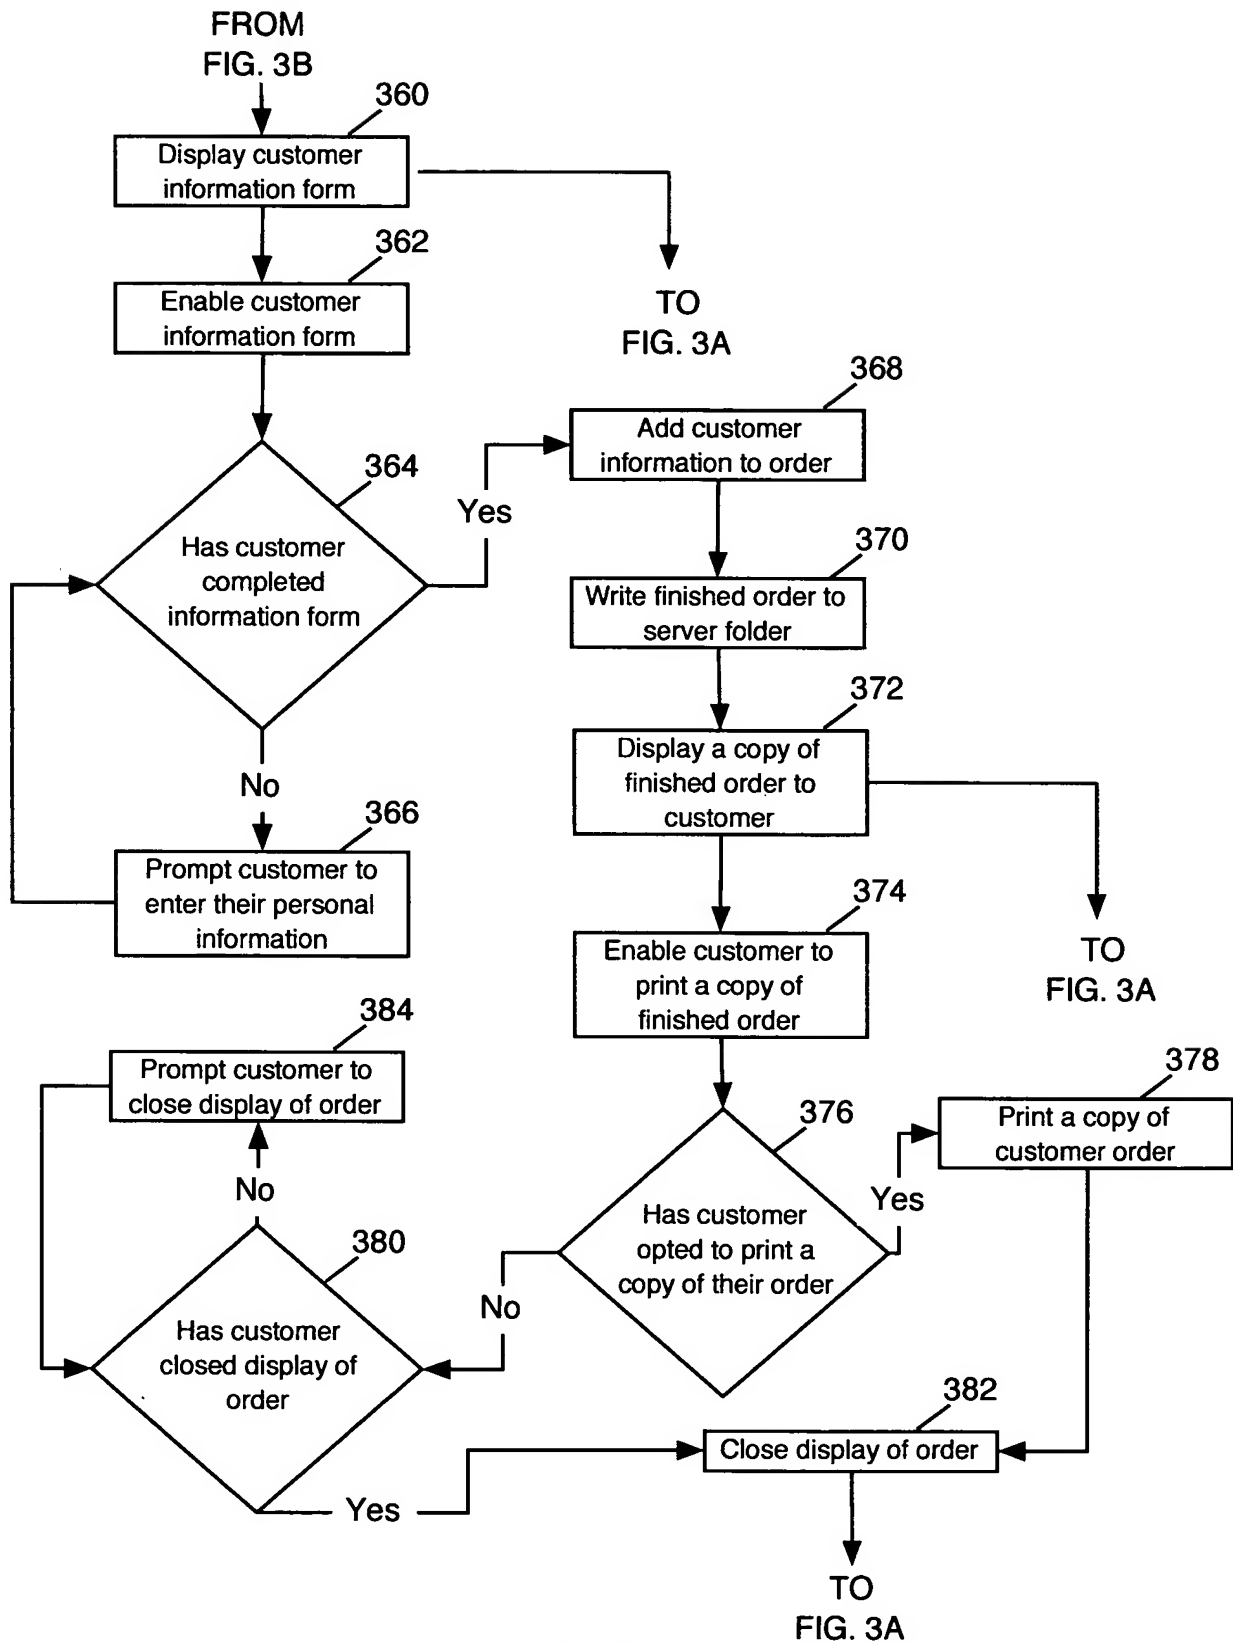 FROM
FIG. 3B
360
Display customer
information form
362
Enable customer
information form
TO
FIG. 3A
364
Has customer
completed
information form
Yes
368
Add customer
information to order
370
Write finished order to
server folder
No
366
Prompt customer to
enter their personal
information
372
Display a copy of
finished order to
customer
TO
FIG. 3A
374
Enable customer to
print a copy of
finished order
384
Prompt customer to
close display of order
No
380
Has customer
closed display of
order
376
Has customer
opted to print a
copy of their order
Yes
378
Print a copy of
customer order
No
Yes
382
Close display of order
TO
FIG. 3A